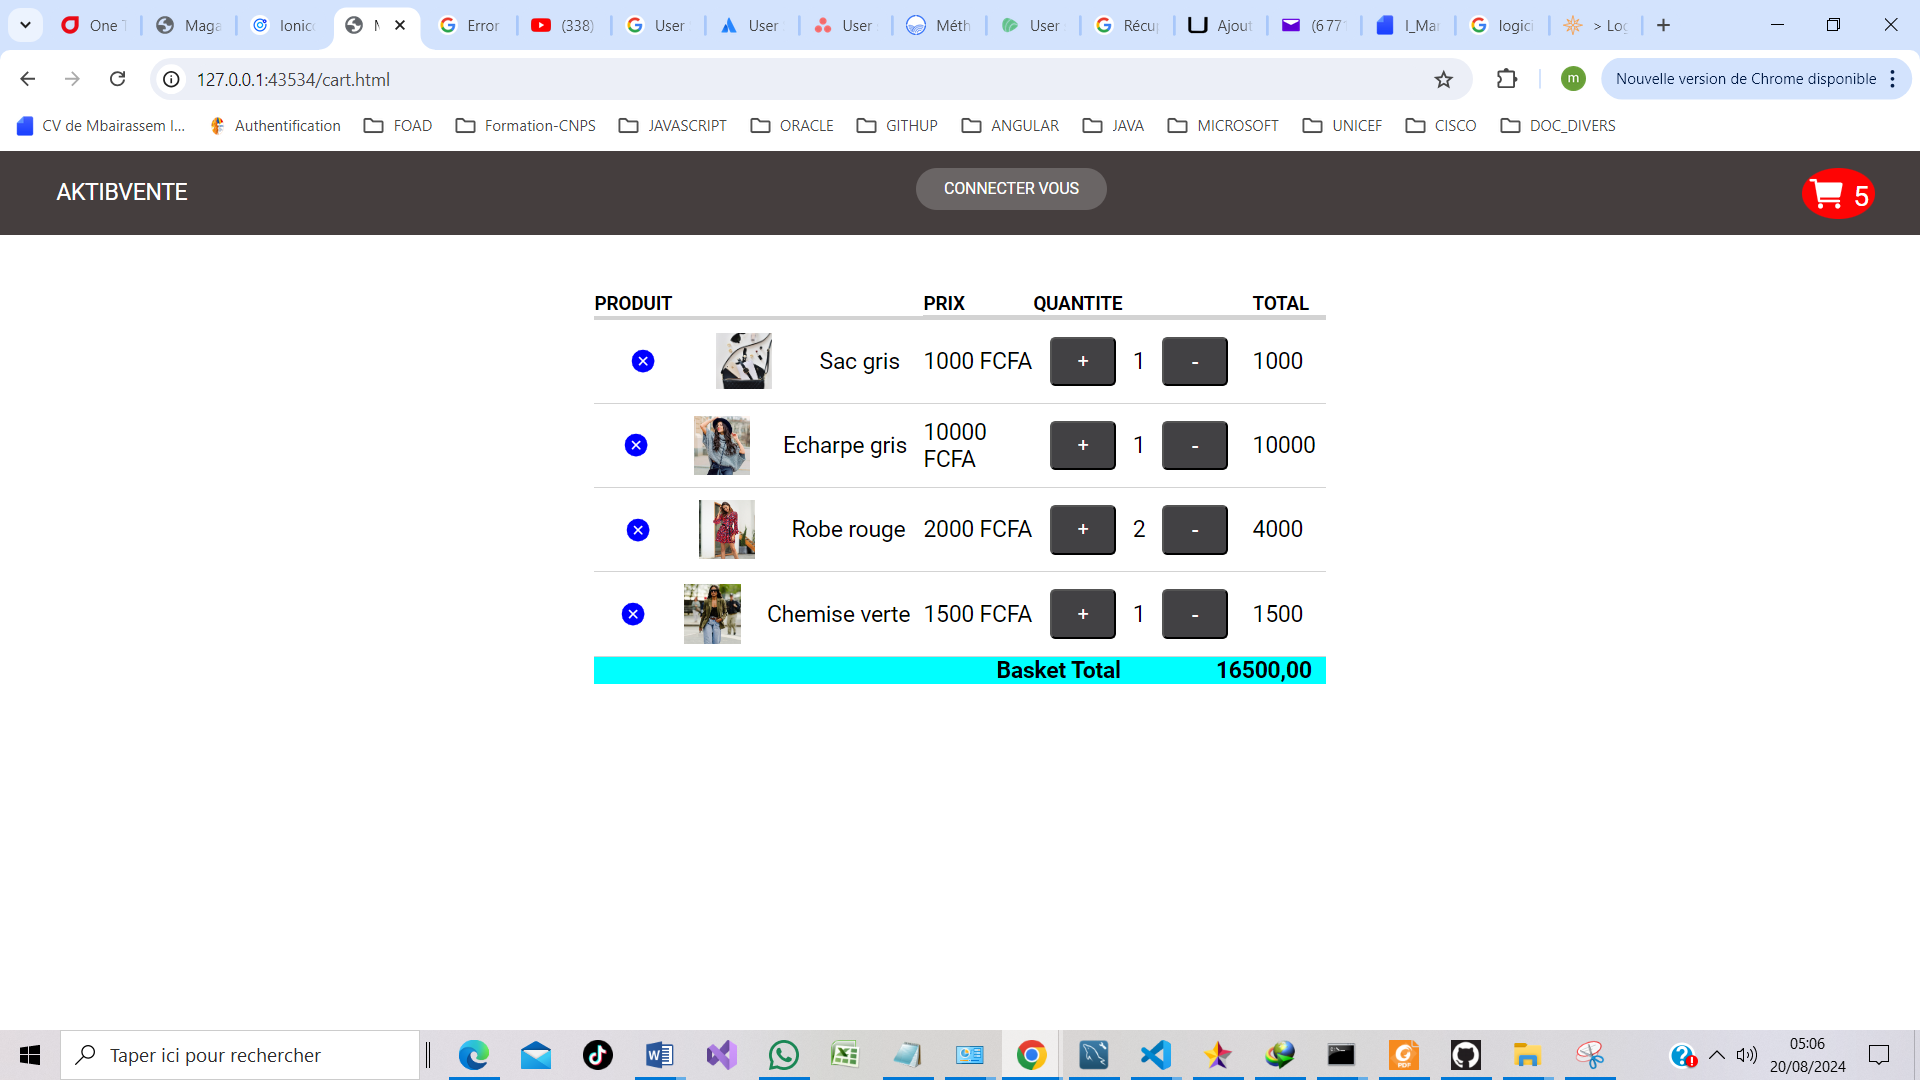 One
Maga
Ionic
Error
(338)
User
User
User
Méth
User
Récu
Ajout
(6 77
I_Mar
logici
> Log
127.0.0.1:43534/cart.html
m
Nouvelle version de Chrome disponible
CV de Mbairassem I...
Authentification
FOAD
Formation-CNPS
JAVASCRIPT
ORACLE
GITHUP
ANGULAR
JAVA
MICROSOFT
UNICEF
CISCO
DOC_DIVERS
AKTIBVENTE
CONNECTER VOUS
5
PRODUIT PRIX QUANTITE TOTAL
Sac gris 1000 FCFA + 1 - 1000
Echarpe gris 10000 FCFA + 1 - 10000
Robe rouge 2000 FCFA + 2 - 4000
Chemise verte 1500 FCFA + 1 - 1500
Basket Total 16500,00
Taper ici pour rechercher
05:06
20/08/2024